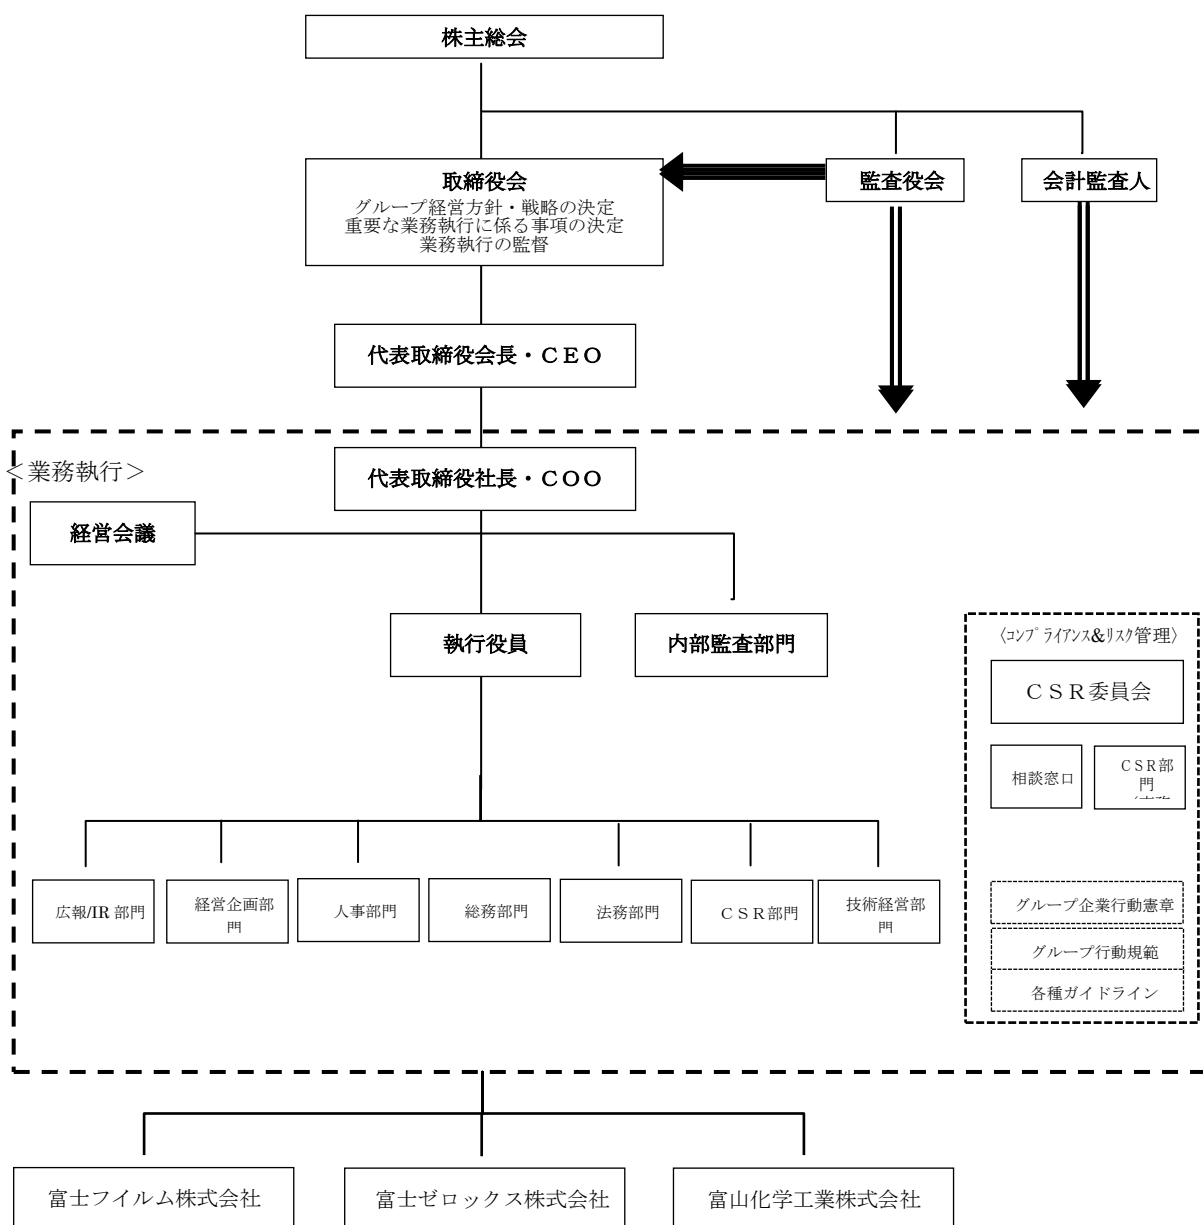 株主総会
取締役会
グループ経営方針・戦略の決定
重要な業務執行に係る事項の決定
業務執行の監督
監査役会
会計監査人
代表取締役会長・ＣＥＯ
＜業務執行＞
代表取締役社長・ＣＯＯ
経営会議
執行役員
内部監査部門
〈ｺﾝﾌﾟﾗｲｱﾝｽ&ﾘｽｸ管理〉
ＣＳＲ委員会
相談窓口
ＣSR部
門
広報/IR 部門
経営企画部
門
人事部門
総務部門
法務部門
ＣＳＲ部門
技術経営部
門
グループ企業行動憲章
グループ行動規範
各種ガイドライン
富士フイルム株式会社
富士ゼロックス株式会社
富山化学工業株式会社